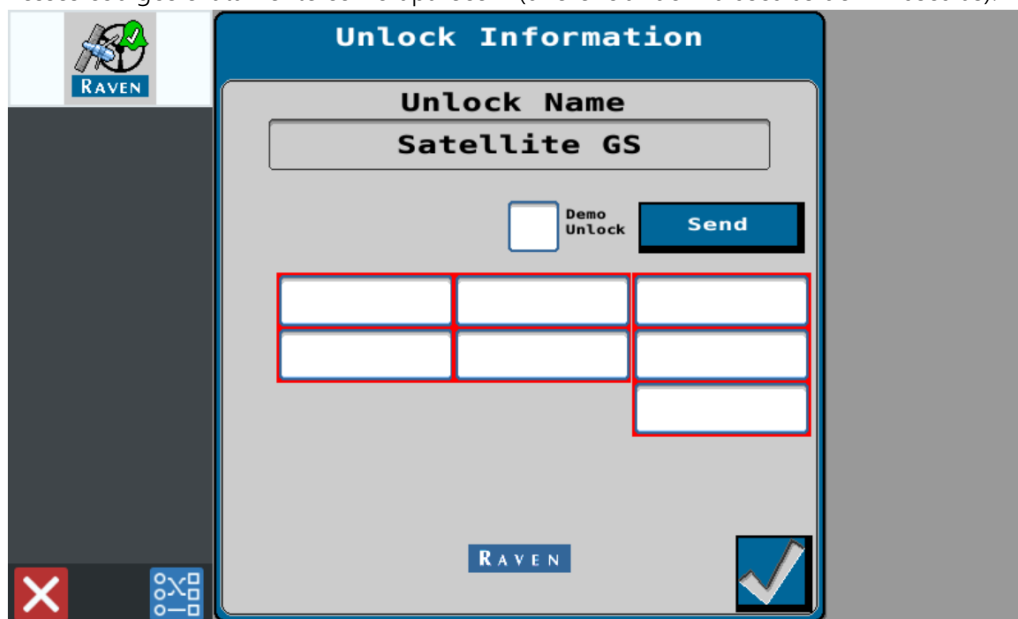 RAVEN
Unlock Information
Unlock Name
Satellite GS
Demo
Unlock
Send
RAVEN